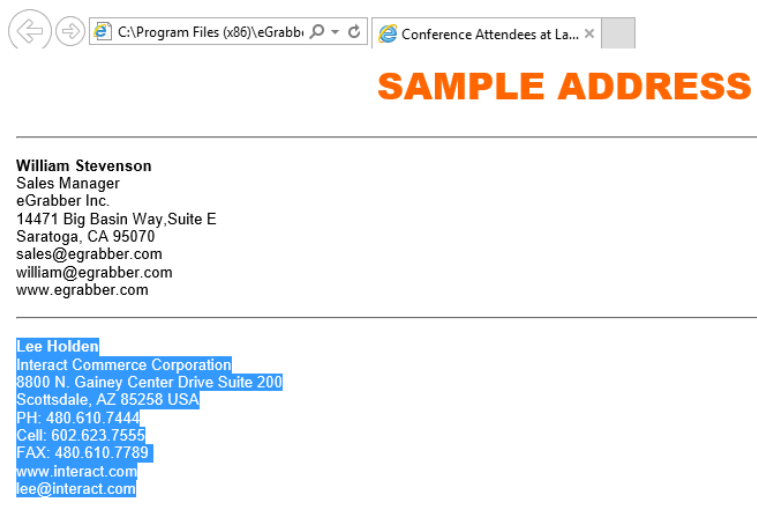 C:\Program Files (x86)\eGrabb
Conference Attendees at La...
SAMPLE ADDRESS
William Stevenson
Sales Manager
eGrabber Inc.
14471 Big Basin Way,Suite E
Saratoga, CA 95070
sales@egrabber.com
william@egrabber.com
www.egrabber.com
Lee Holden
Interact Commerce Corporation
8800 N. Gainey Center Drive Suite 200
Scottsdale, AZ 85258 USA
PH: 480.610.7444
Cell: 602.623.7555
FAX: 480.610.7789
www.interact.com
lee@interact.com